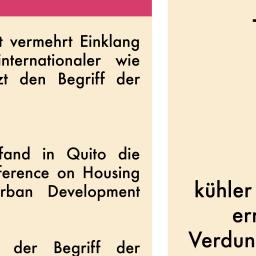 t vermehrt Einklang
internationaler wie
zt den Begriff der
fand in Quito die
ference on Housing
rban Development
der Begriff der
kühler
err
Verdun